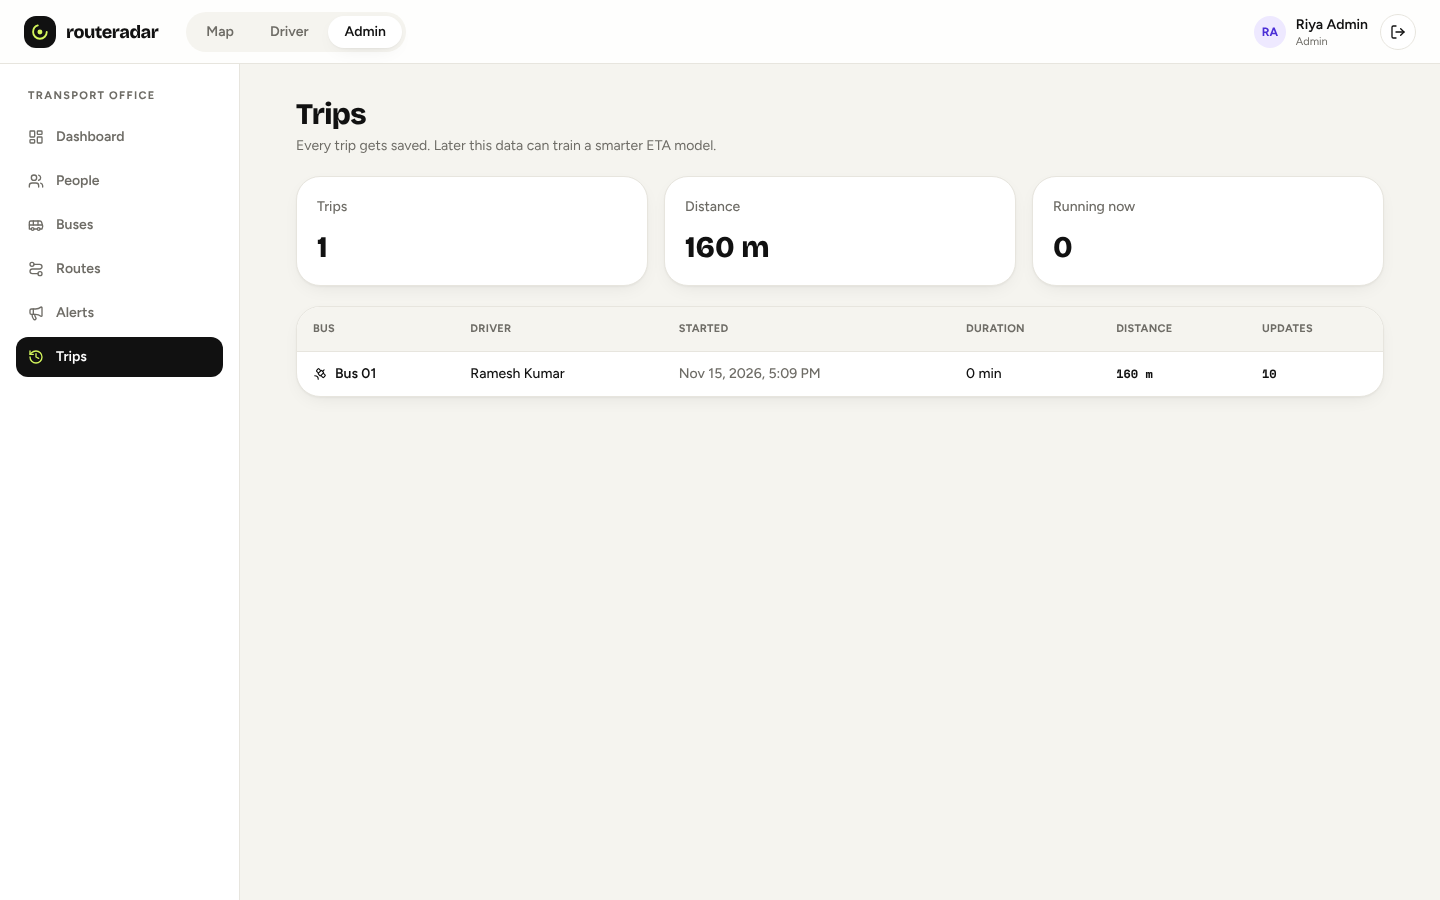 routeradar
Map Driver Admin
RA
Riya Admin
Admin
TRANSPORT OFFICE
Dashboard
People
Buses
Routes
Alerts
Trips
Trips
Every trip gets saved. Later this data can train a smarter ETA model.
Trips
1
Distance
160 m
Running now
0
BUS DRIVER STARTED DURATION DISTANCE UPDATES
Bus 01 Ramesh Kumar Nov 15, 2026, 5:09 PM 0 min 160 m 10